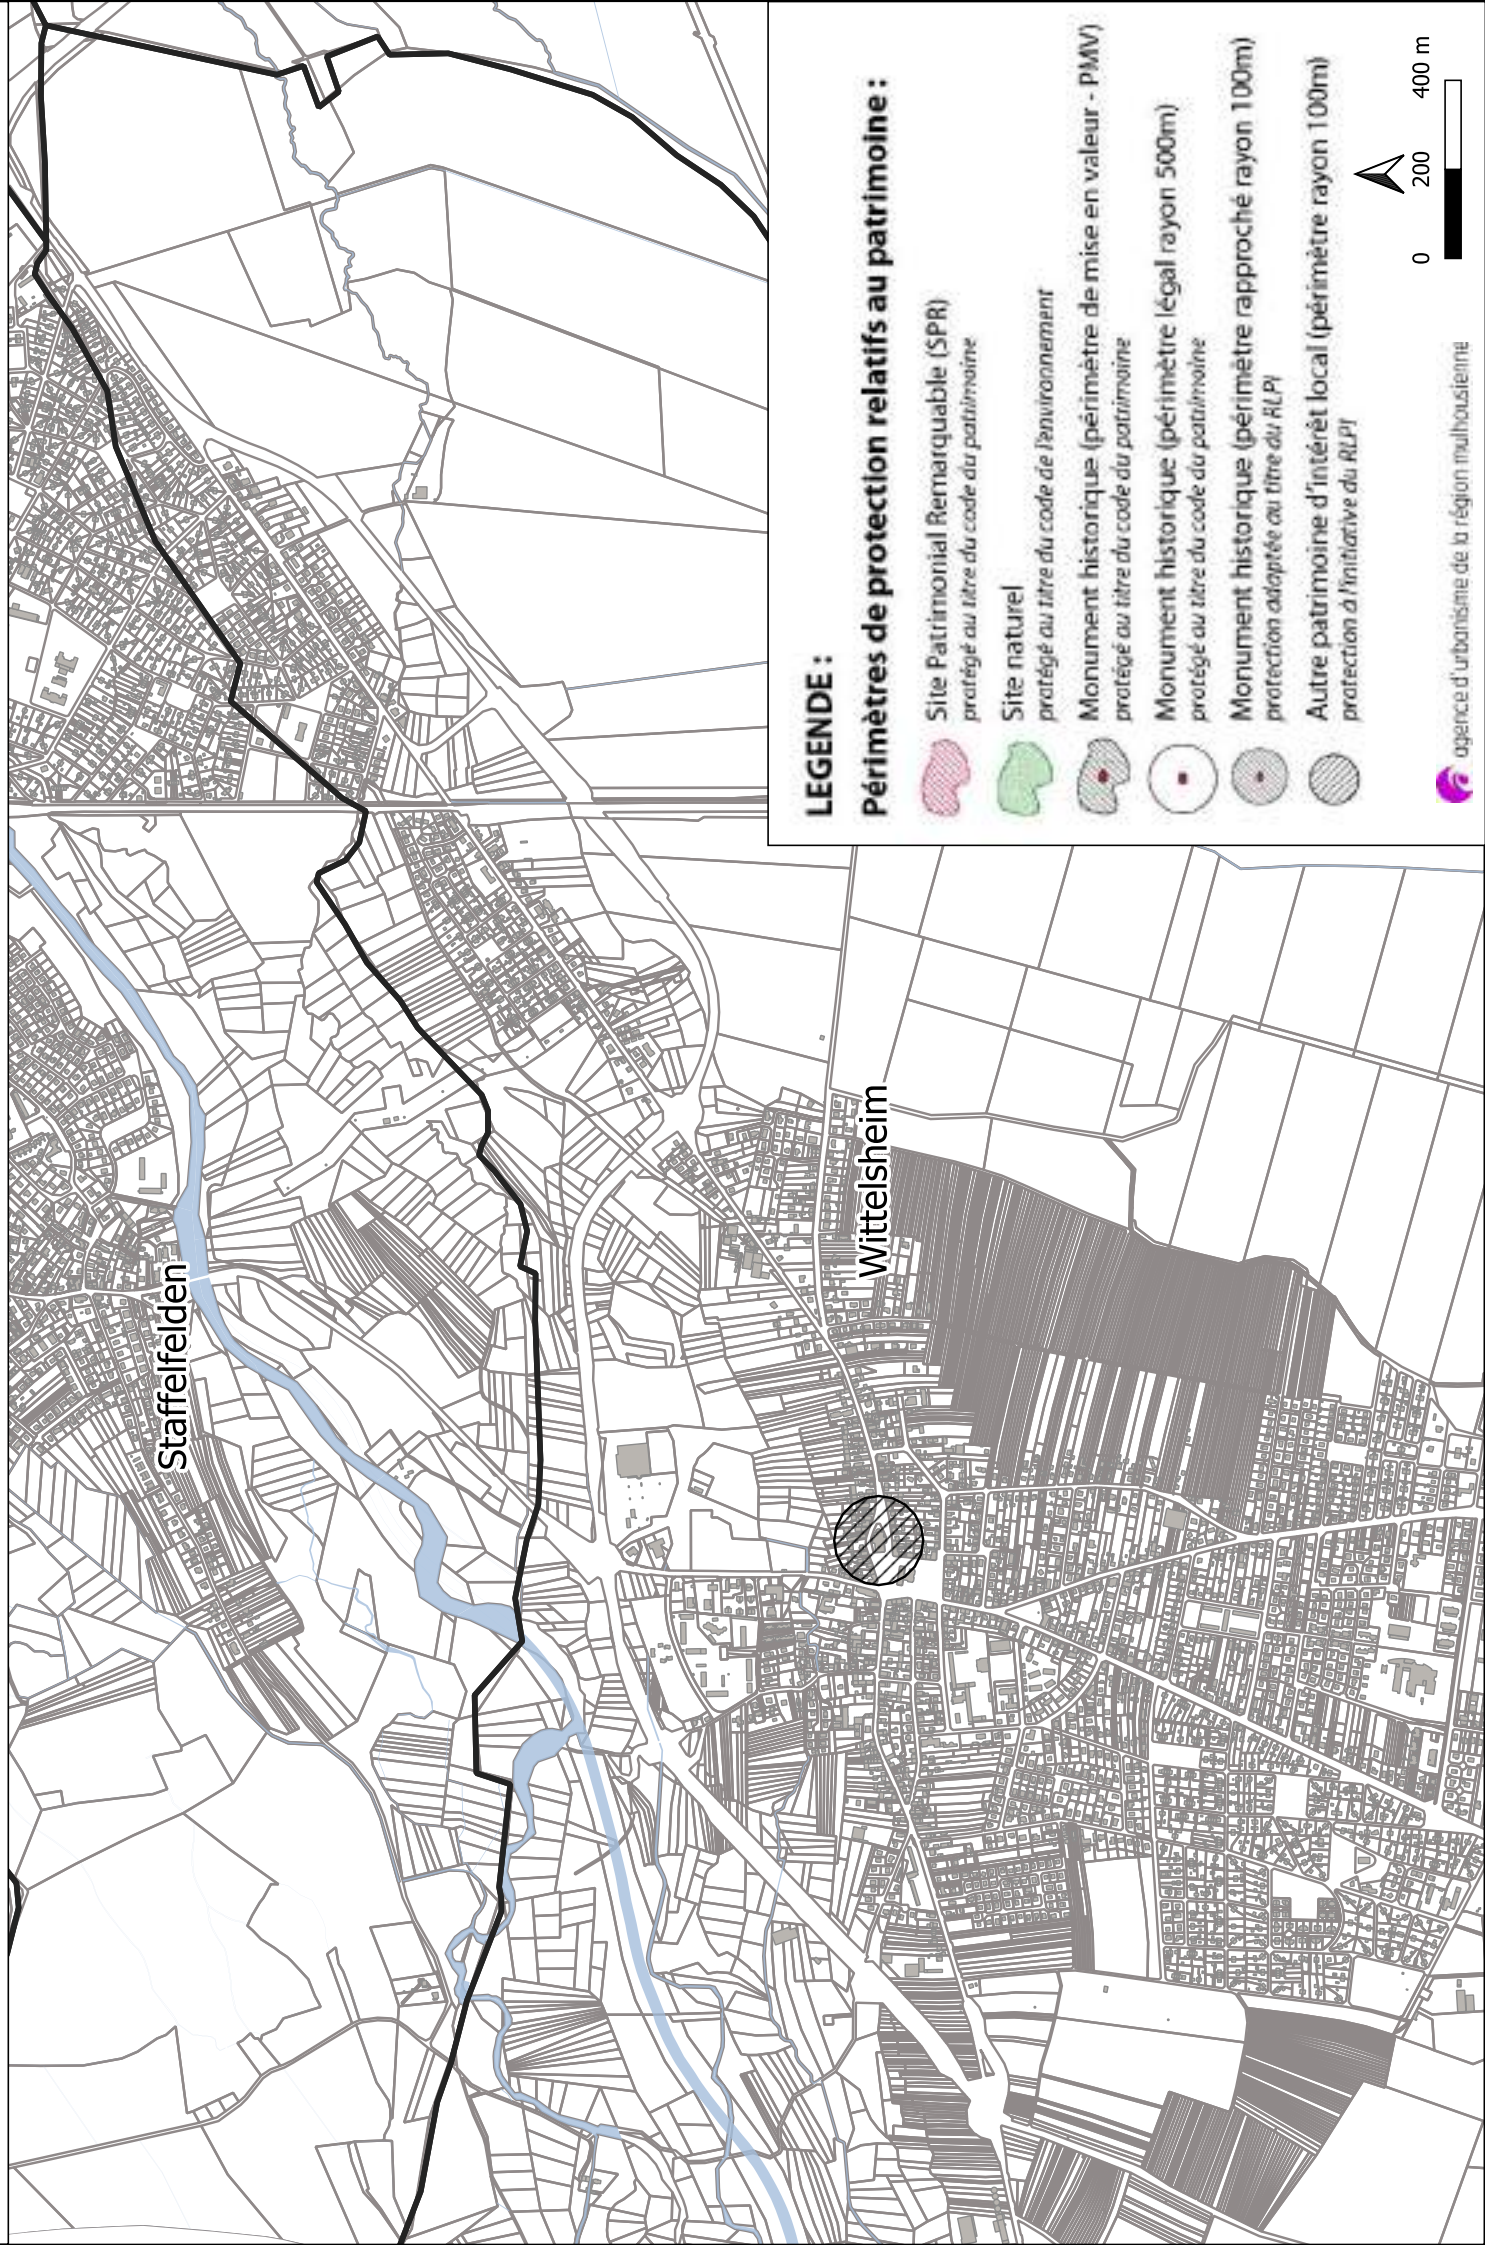 Staffelfelden
Wittelsheim
LEGENDE :
Périmètres de protection relatifs au patrimoine :
Site Patrimonial Remarquable (SPR)
protégé au titre du code du patrimoine
Site naturel
protégé au titre du code de l'environnement
Monument historique (périmètre de mise en valeur - PMV)
protégé au titre du code du patrimoine
Monument historique (périmètre légal rayon 500m)
protégé au titre du code du patrimoine
Monument historique (périmètre rapproché rayon 100m)
protection adaptée au titre du RLPI
Autre patrimoine d'intérêt local (périmètre rayon 100m)
protection à l'initiative du RLPI
0 200 400 m
agence d'urbanisme de la région mulhousienne